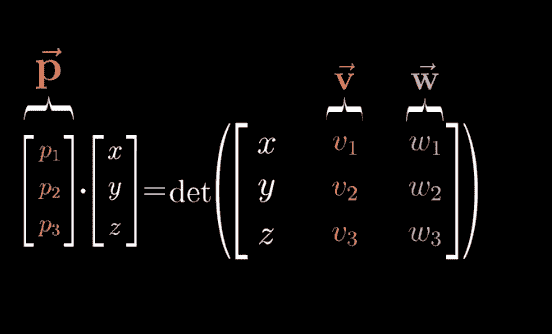 p⃗ v⃗ w⃗
[p₁ p₂ p₃] · [x y z] = det([x v₁ w₁
y v₂ w₂
z v₃ w₃])